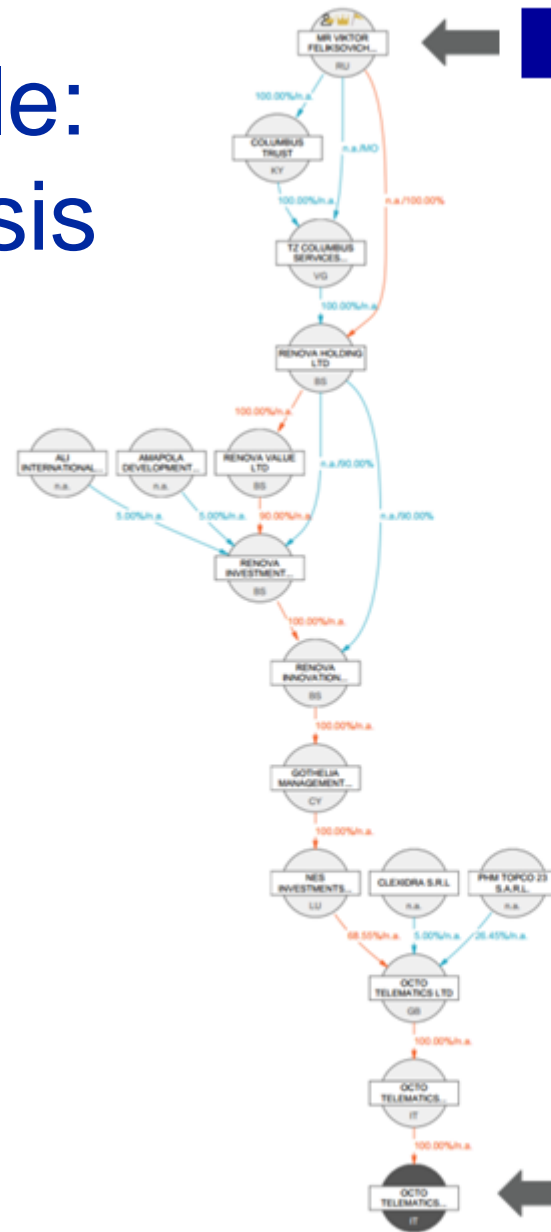 le:
sis
MR VIKTOR
FELIKSOVICH...
RU
100.00%/n.a.
COLUMBUS
TRUST
KY
n.a./MO
n.a./100.00%
100.00%/n.a.
TZ COLUMBUS
SERVICES...
VG
100.00%/n.a.
RENOVA HOLDING
LTD
BS
100.00%/n.a.
ALI
INTERNATIONAL...
n.a.
AMAPOLA
DEVELOPMENT...
n.a.
RENOVA VALUE
LTD
BS
n.a./90.00%
n.a./90.00%
5.00%/n.a.
5.00%/n.a.
90.00%/n.a.
RENOVA
INVESTMENT...
BS
100.00%/n.a.
RENOVA
INNOVATION...
BS
100.00%/n.a.
GOTHELIA
MANAGEMENT...
CY
100.00%/n.a.
NES
INVESTMENTS...
LU
CLEXIDRA S.R.L
n.a.
PHM TOPCO 23
S.A.R.L.
n.a.
68.55%/n.a.
5.00%/n.a.
26.45%/n.a.
OCTO
TELEMATICS LTD
GB
100.00%/n.a.
OCTO
TELEMATICS...
IT
100.00%/n.a.
OCTO
TELEMATICS...
IT